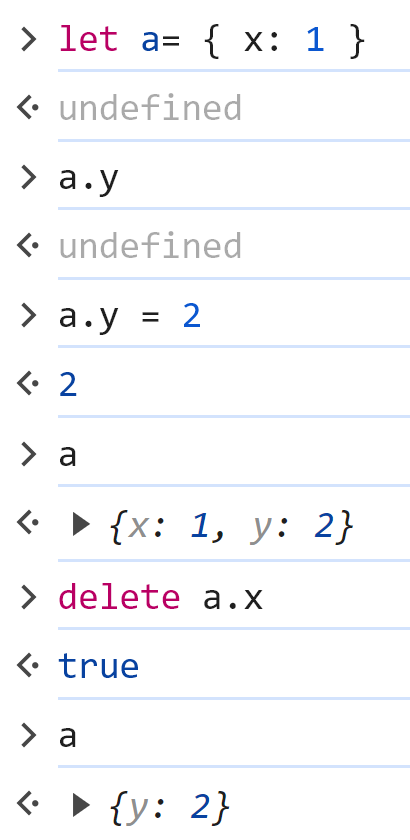 let a= { x: 1 }
undefined
a.y
undefined
a.y = 2
2
a
{x: 1, y: 2}
delete a.x
true
a
{y: 2}